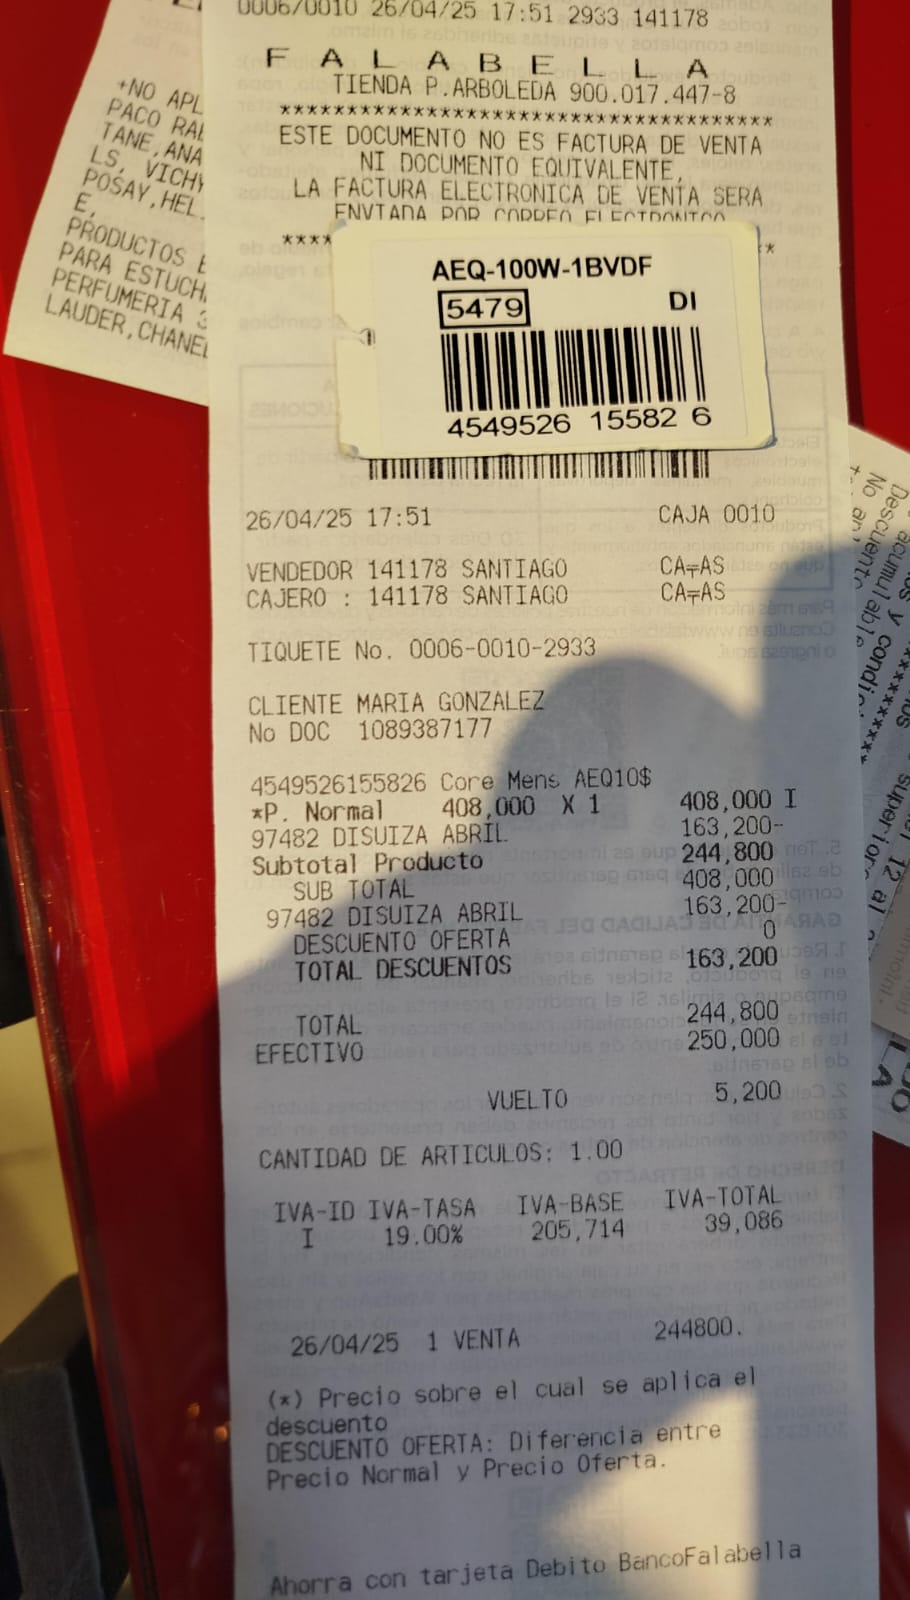 0006/0010 26/04/25 17:51 2933 141178
FALABELLA
TIENDA P.ARBOLEDA 900.017.447-8
**************************************
ESTE DOCUMENTO NO ES FACTURA DE VENTA
NI DOCUMENTO EQUIVALENTE,
LA FACTURA ELECTRONICA DE VENTA SERA
ENVIADA POR CORREO ELECTRONICO
AEQ-100W-1BVDF
5479 DI
4549526 15582 6
26/04/25 17:51 CAJA 0010
VENDEDOR 141178 SANTIAGO CA╤AS
CAJERO : 141178 SANTIAGO CA╤AS
TIQUETE No. 0006-0010-2933
CLIENTE MARIA GONZALEZ
No DOC 1089387177
4549526155826 Core Mens AEQ10$
*P. Normal 408,000 X 1 408,000 I
97482 DISUIZA ABRIL 163,200-
Subtotal Producto 244,800
SUB TOTAL 408,000
97482 DISUIZA ABRIL 163,200-
DESCUENTO OFERTA 0
TOTAL DESCUENTOS 163,200
TOTAL 244,800
EFECTIVO 250,000
VUELTO 5,200
CANTIDAD DE ARTICULOS: 1.00
IVA-ID IVA-TASA IVA-BASE IVA-TOTAL
I 19.00% 205,714 39,086
26/04/25 1 VENTA 244800.
(*) Precio sobre el cual se aplica el
descuento
DESCUENTO OFERTA: Diferencia entre
Precio Normal y Precio Oferta.
Ahorra con tarjeta Debito BancoFalabella
+NO APL
PACO RA
TANE,ANA
LS, VICHY
POSAY,HEL
E,
PRODUCTOS
PARA ESTUCH
PERFUMERIA 3
LAUDER,CHANEL